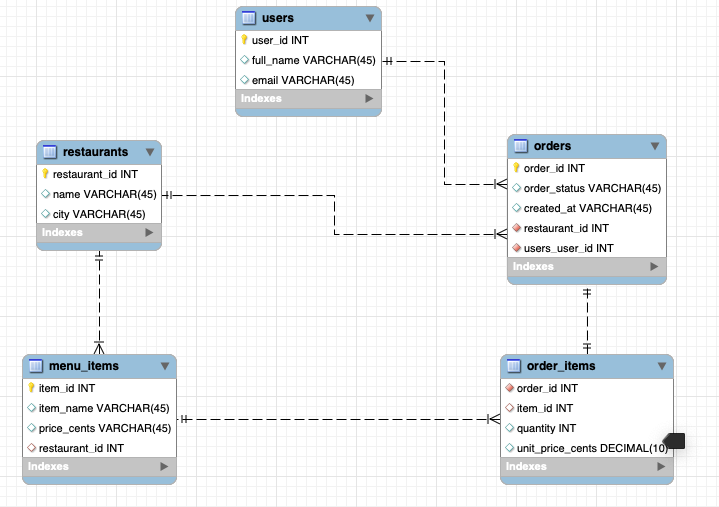 users
user_id INT
full_name VARCHAR(45)
email VARCHAR(45)
Indexes
restaurants
restaurant_id INT
name VARCHAR(45)
city VARCHAR(45)
Indexes
orders
order_id INT
order_status VARCHAR(45)
created_at VARCHAR(45)
restaurant_id INT
users_user_id INT
Indexes
menu_items
item_id INT
item_name VARCHAR(45)
price_cents VARCHAR(45)
restaurant_id INT
Indexes
order_items
order_id INT
item_id INT
quantity INT
unit_price_cents DECIMAL(10)
Indexes